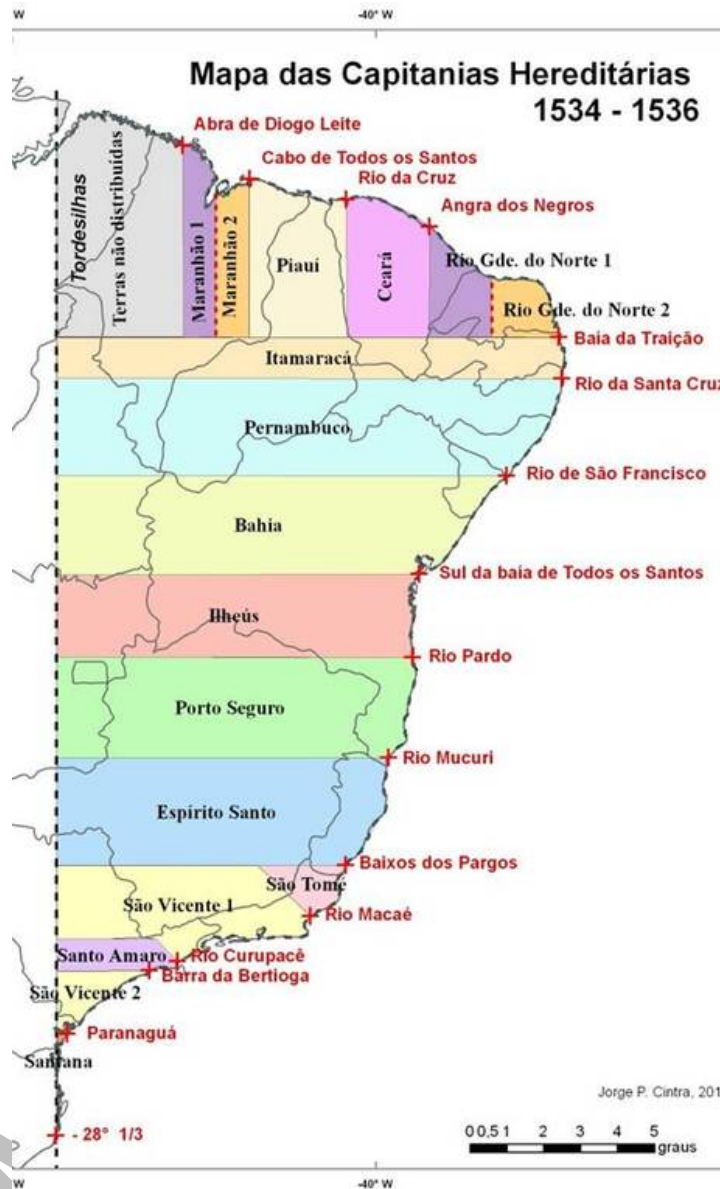 W
-40° W
Mapa das Capitanias Hereditárias
1534 - 1536
Abra de Diogo Leite
Cabo de Todos os Santos
Rio da Cruz
Angra dos Negros
Tordesilhas
Terras não distribuídas
Maranhão 1
Maranhão 2
Piauí
Ceará
Rio Gde. do Norte 1
Rio Gde. do Norte 2
Baía da Traição
Itamaracá
Rio da Santa Cruz
Pernambuco
Rio de São Francisco
Bahia
Sul da baía de Todos os Santos
Ilheús
Rio Pardo
Porto Seguro
Rio Mucuri
Espírito Santo
Baixos dos Pargos
São Tomé
São Vicente 1
Rio Macaé
Santo Amaro
Rio Curupacê
Barra da Bertioga
São Vicente 2
Paranaguá
Santana
Jorge P. Cintra, 201
- 28° 1/3
0 0,5 1 2 3 4 5
graus
W
-40° W